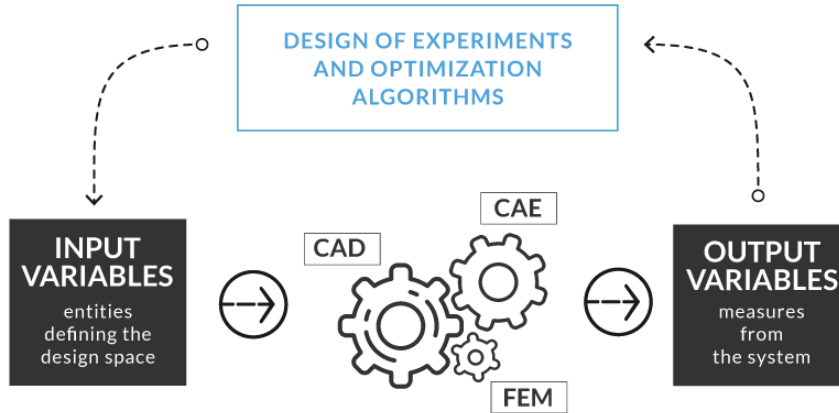 DESIGN OF EXPERIMENTS
AND OPTIMIZATION
ALGORITHMS
CAE
CAD
INPUT
VARIABLES
entities
defining the
design space
OUTPUT
VARIABLES
measures
from
the system
FEM